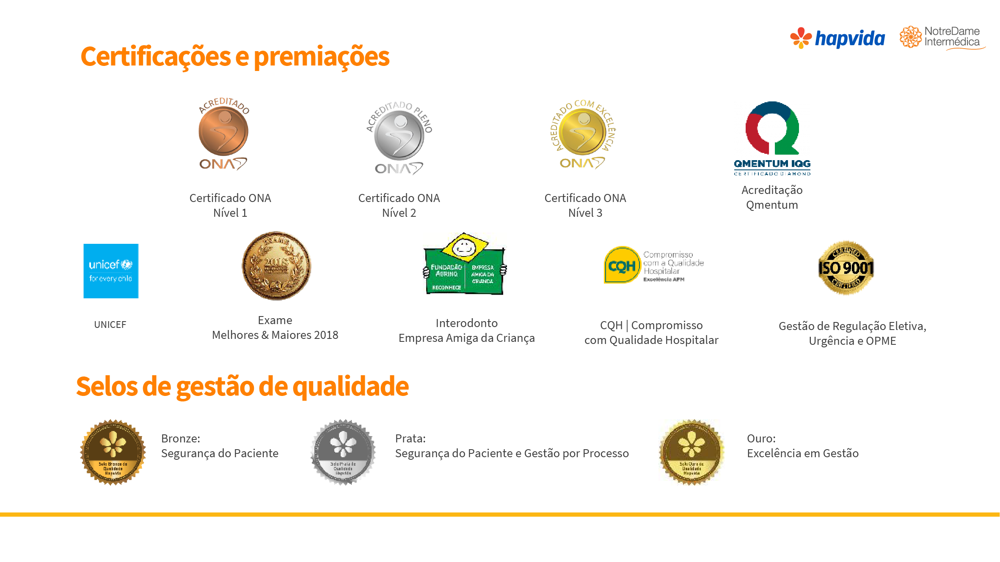 hapvida
NotreDame
Intermédica
Certificações e premiações
ACREDITADO
ONA
ACREDITADO PLENO
ONA
ACREDITADO COM EXCELÊNCIA
ONA
QMENTUM IQG
CERTIFICADO DIAMOND
Certificado ONA
Nível 1
Certificado ONA
Nível 2
Certificado ONA
Nível 3
Acreditação
Qmentum
unicef
for every child
EXAME
2018
FUNDAÇÃO
ABRINQ
RECONHECE
EMPRESA
AMIGA DA
CRIANÇA
CQH
Compromisso
com a Qualidade
Hospitalar
Excelência APM
CERTIFIED
ISO 9001
CERTIFIED
UNICEF
Exame
Melhores & Maiores 2018
Interodonto
Empresa Amiga da Criança
CQH | Compromisso
com Qualidade Hospitalar
Gestão de Regulação Eletiva,
Urgência e OPME
Selos de gestão de qualidade
Selo Bronze de
Qualidade
Hapvida
Bronze:
Segurança do Paciente
Selo Prata de
Qualidade
Hapvida
Prata:
Segurança do Paciente e Gestão por Processo
Selo Ouro de
Qualidade
Hapvida
Ouro:
Excelência em Gestão